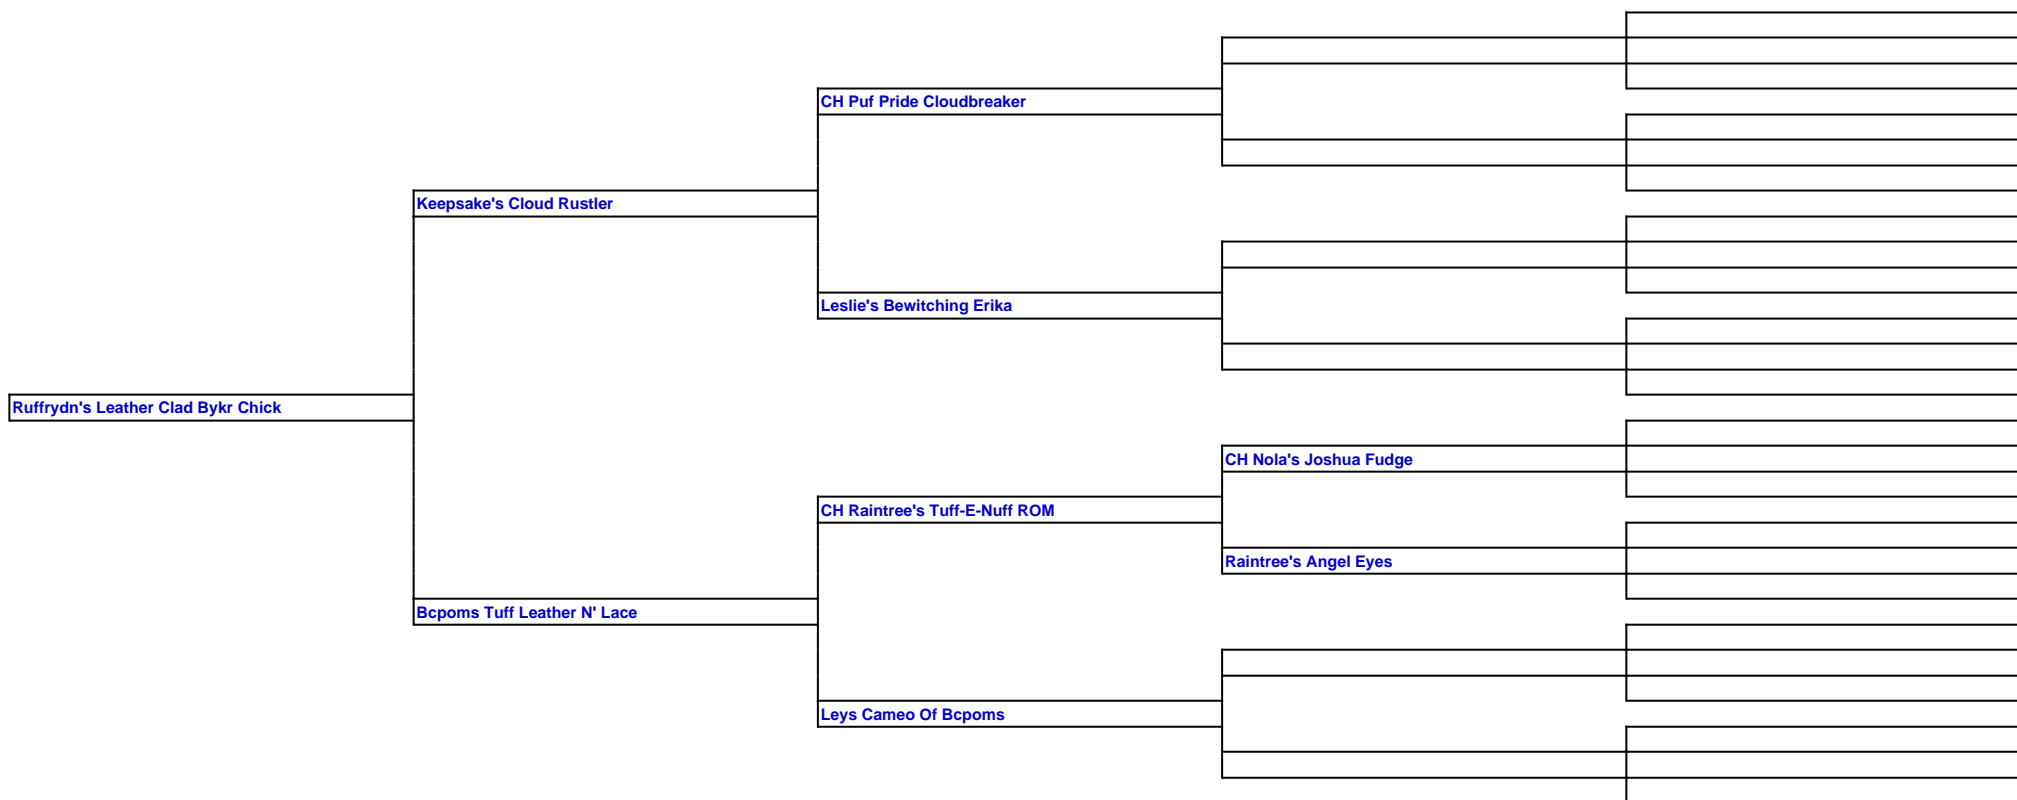 CH Puf Pride Cloudbreaker
Keepsake's Cloud Rustler
Leslie's Bewitching Erika
Ruffrydn's Leather Clad Bykr Chick
CH Nola's Joshua Fudge
CH Raintree's Tuff-E-Nuff ROM
Raintree's Angel Eyes
Bcpoms Tuff Leather N' Lace
Leys Cameo Of Bcpoms